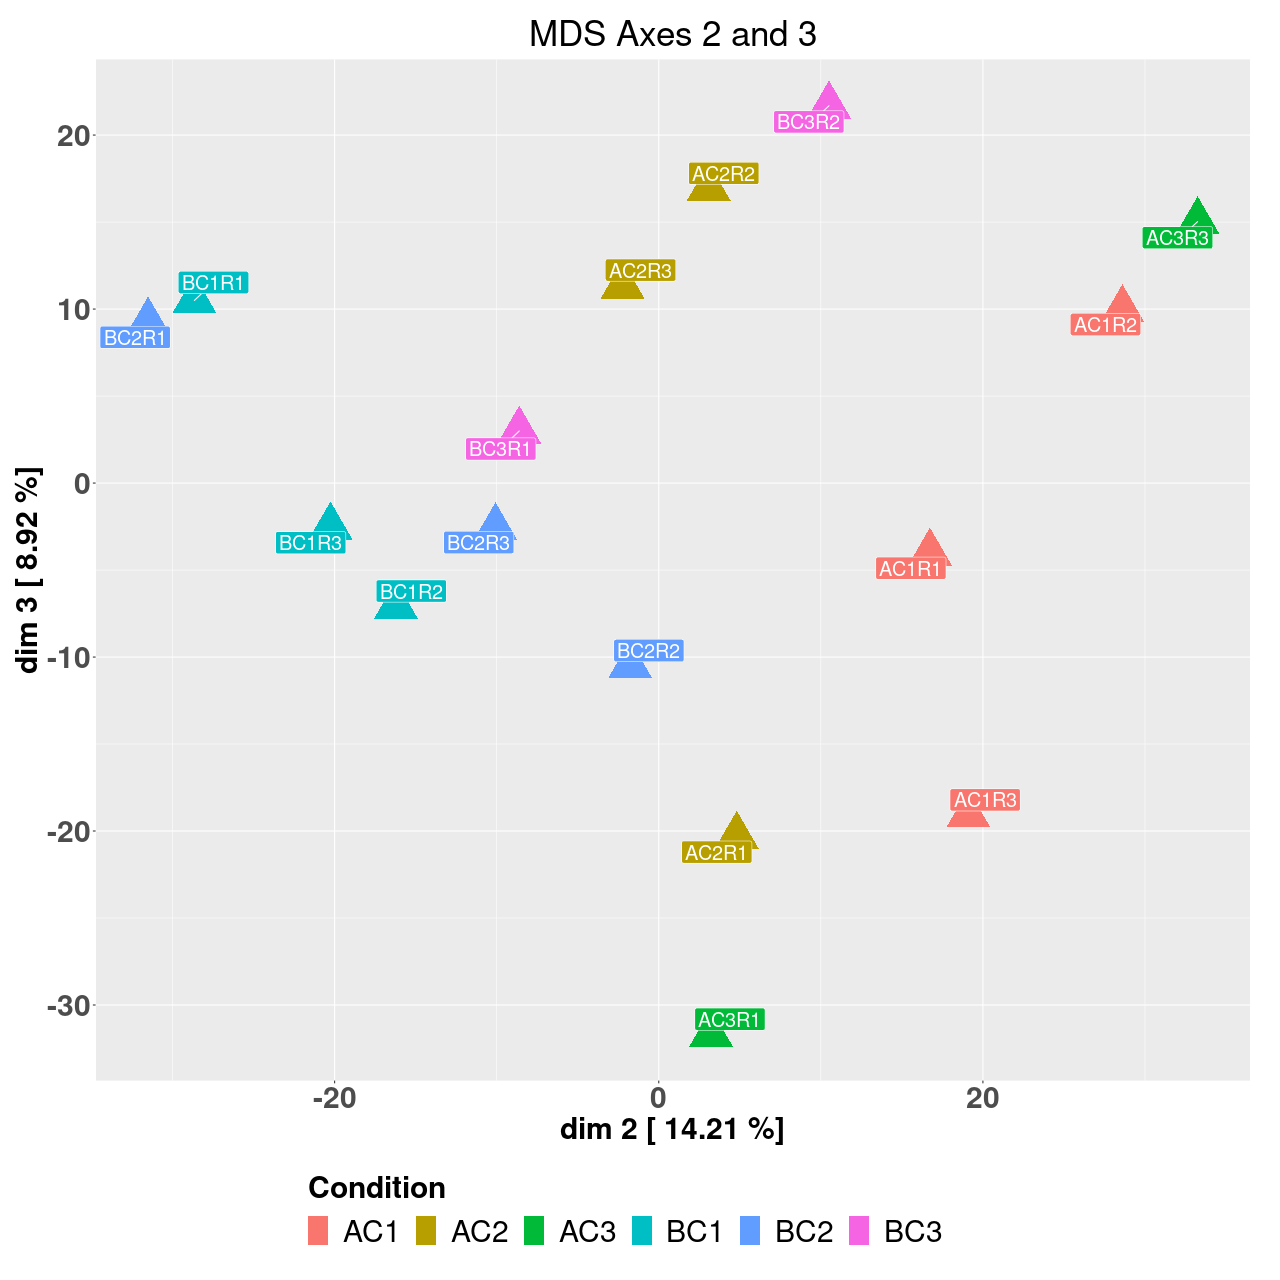 MDS Axes 2 and 3
BC3R2
20
AC2R2
AC3R3
AC2R3
BC1R1
10
AC1R2
BC2R1
BC3R1
0
BC1R3
BC2R3
AC1R1
BC1R2
BC2R2
-10
AC1R3
-20
AC2R1
-30
AC3R1
dim 3 [ 8.92 %]
-20 0 20
dim 2 [ 14.21 %]
Condition
AC1 AC2 AC3 BC1 BC2 BC3